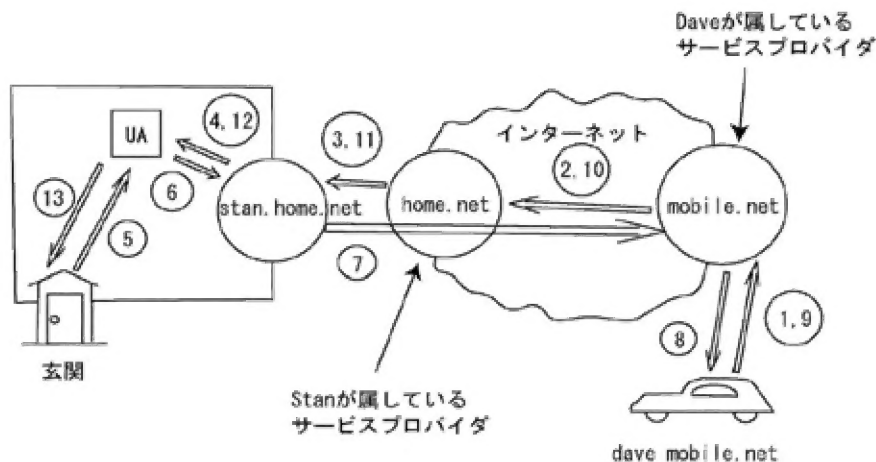 Daveが属している
サービスプロバイダ
UA
4,12
3,11
インターネット
2,10
13
6
5
stan.home.net
home.net
mobile.net
7
8
1,9
玄関
Stanが属している
サービスプロバイダ
dave mobile.net